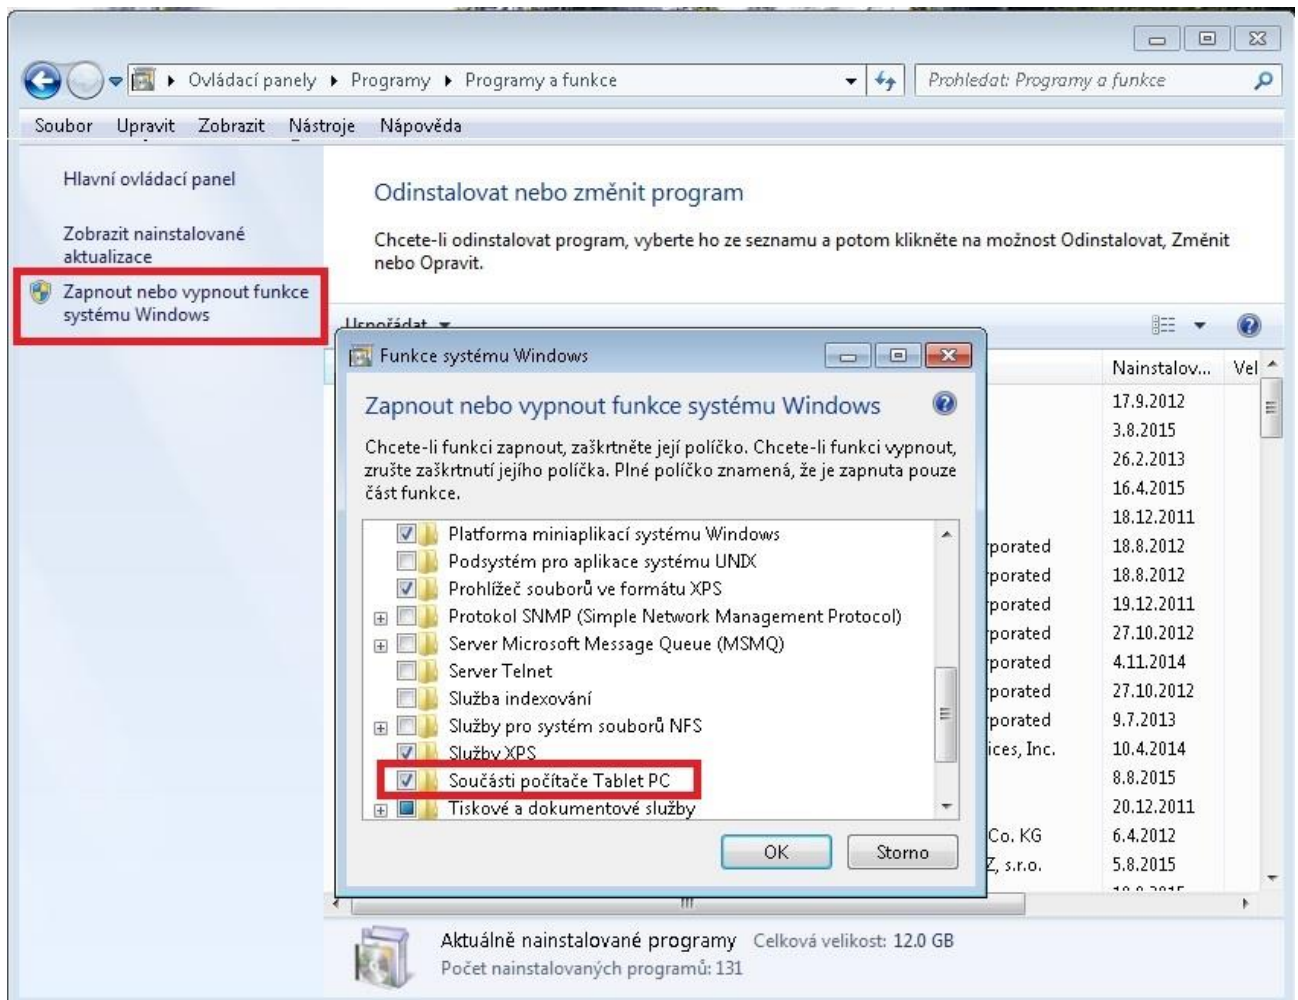 Ovládací panely Programy Programy a funkce
Prohledat: Programy a funkce
Soubor Upravit Zobrazit Nástroje Nápověda
Hlavní ovládací panel
Zobrazit nainstalované
aktualizace
Zapnout nebo vypnout funkce
systému Windows
Odinstalovat nebo změnit program
Chcete-li odinstalovat program, vyberte ho ze seznamu a potom klikněte na možnost Odinstalovat, Změnit
nebo Opravit.
Uspořádat
Nainstalov... Vel
17.9.2012
3.8.2015
26.2.2013
16.4.2015
18.12.2011
rporated 18.8.2012
rporated 18.8.2012
rporated 19.12.2011
rporated 27.10.2012
rporated 4.11.2014
rporated 27.10.2012
rporated 9.7.2013
ices, Inc. 10.4.2014
8.8.2015
20.12.2011
Co. KG 6.4.2012
Z, s.r.o. 5.8.2015
Funkce systému Windows
Zapnout nebo vypnout funkce systému Windows
Chcete-li funkci zapnout, zaškrtněte její políčko. Chcete-li funkci vypnout,
zrušte zaškrtnutí jejího políčka. Plné políčko znamená, že je zapnuta pouze
část funkce.
Platforma miniaplikací systému Windows
Podsystém pro aplikace systému UNIX
Prohlížeč souborů ve formátu XPS
Protokol SNMP (Simple Network Management Protocol)
Server Microsoft Message Queue (MSMQ)
Server Telnet
Služba indexování
Služby pro systém souborů NFS
Služby XPS
Součásti počítače Tablet PC
Tiskové a dokumentové služby
OK Storno
Aktuálně nainstalované programy Celková velikost: 12.0 GB
Počet nainstalovaných programů: 131